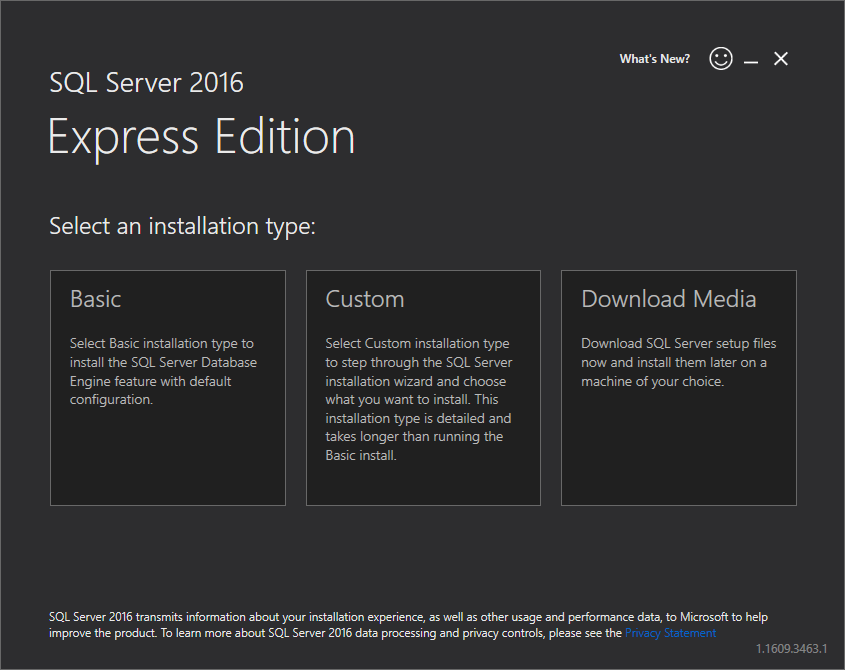 What's New?
SQL Server 2016
Express Edition
Select an installation type:
Basic
Select Basic installation type to
install the SQL Server Database
Engine feature with default
configuration.
Custom
Select Custom installation type
to step through the SQL Server
installation wizard and choose
what you want to install. This
installation type is detailed and
takes longer than running the
Basic install.
Download Media
Download SQL Server setup files
now and install them later on a
machine of your choice.
SQL Server 2016 transmits information about your installation experience, as well as other usage and performance data, to Microsoft to help
improve the product. To learn more about SQL Server 2016 data processing and privacy controls, please see the Privacy Statement
1.1609.3463.1